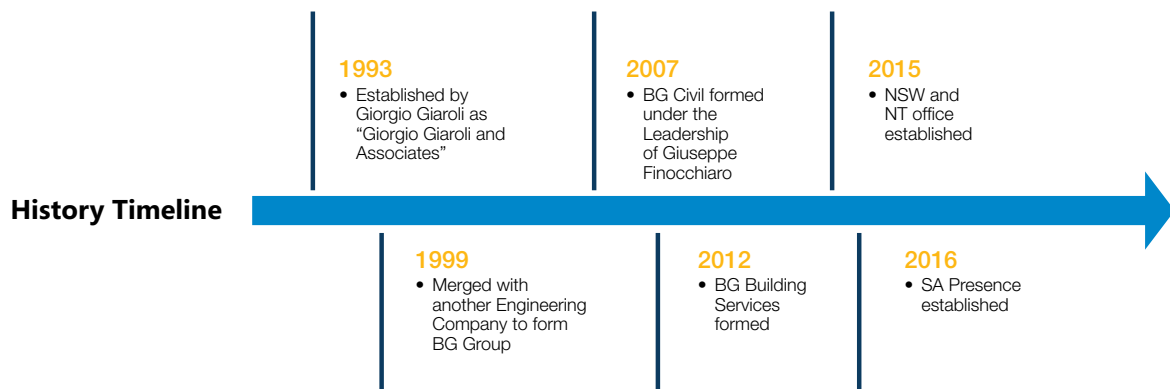 History Timeline
1993
• Established by
Giorgio Giaroli as
“Giorgio Giaroli and
Associates”
1999
• Merged with
another Engineering
Company to form
BG Group
2007
• BG Civil formed
under the
Leadership
of Giuseppe
Finocchiaro
2012
• BG Building
Services
formed
2015
• NSW and
NT office
established
2016
• SA Presence
established